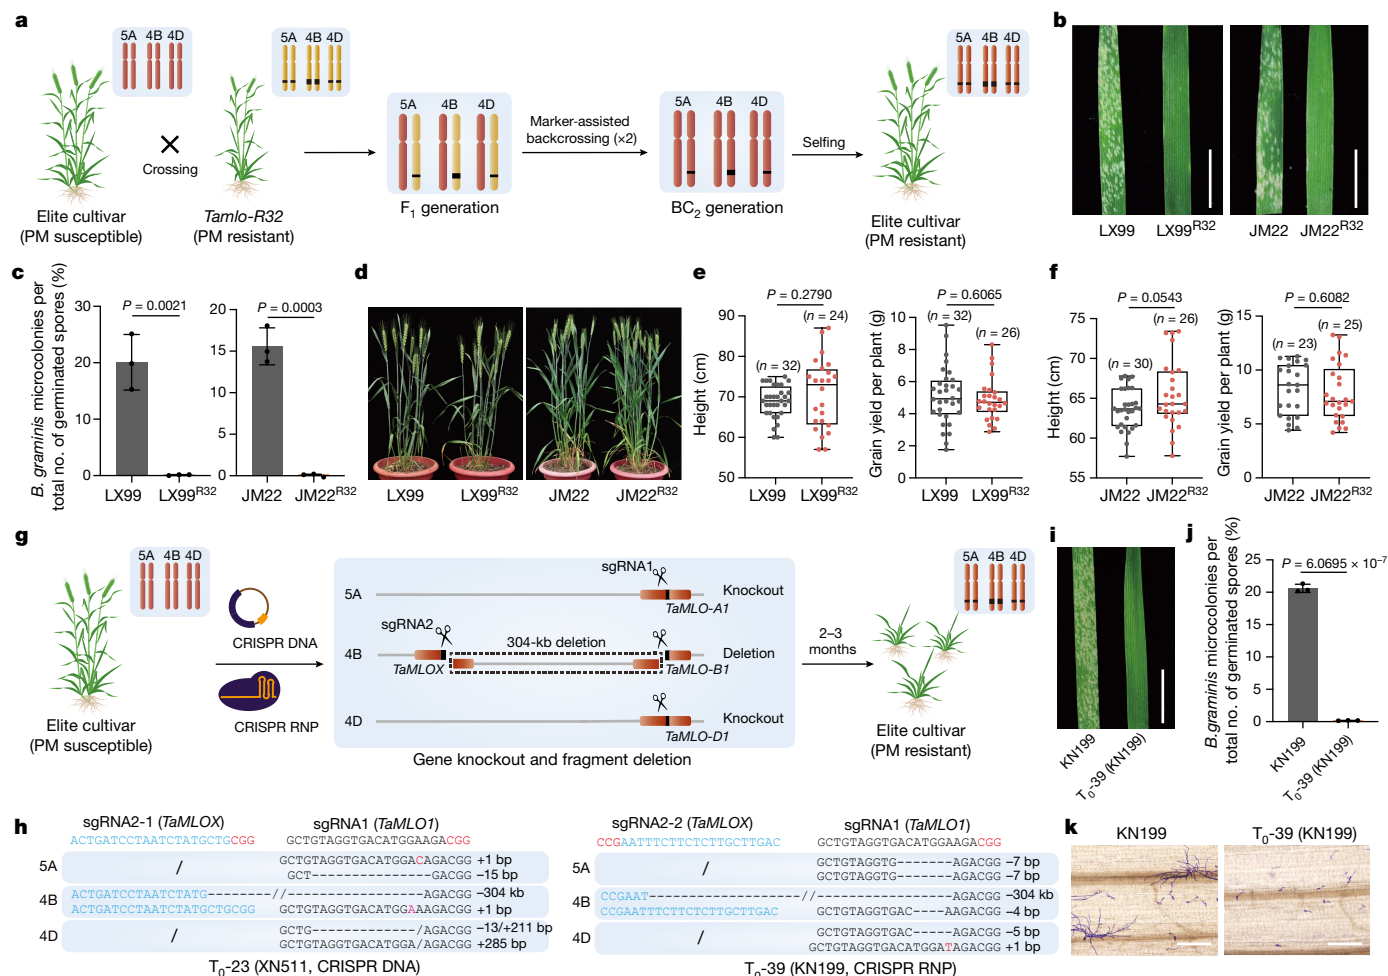 a
5A 4B 4D
5A 4B 4D
Crossing
Elite cultivar
(PM susceptible)
Tamlo-R32
(PM resistant)
5A 4B 4D
F1 generation
Marker-assisted
backcrossing (×2)
5A 4B 4D
BC2 generation
Selfing
5A 4B 4D
Elite cultivar
(PM resistant)
b
LX99 LX99R32 JM22 JM22R32
c
B. graminis microcolonies per
total no. of germinated spores (%)
30
20
10
0
P = 0.0021
LX99 LX99R32
20
15
10
5
0
P = 0.0003
JM22 JM22R32
d
LX99 LX99R32 JM22 JM22R32
e
Height (cm)
90
80
70
60
50
P = 0.2790
(n = 32)
(n = 24)
LX99 LX99R32
Grain yield per plant (g)
10
8
6
4
2
0
P = 0.6065
(n = 32)
(n = 26)
LX99 LX99R32
f
Height (cm)
75
70
65
60
55
P = 0.0543
(n = 30)
(n = 26)
JM22 JM22R32
Grain yield per plant (g)
15
10
5
0
P = 0.6082
(n = 23)
(n = 25)
JM22 JM22R32
g
5A 4B 4D
Elite cultivar
(PM susceptible)
CRISPR DNA
CRISPR RNP
sgRNA1
5A
Knockout
TaMLO-A1
sgRNA2
304-kb deletion
4B
Deletion
TaMLOX
TaMLO-B1
4D
Knockout
TaMLO-D1
Gene knockout and fragment deletion
2–3
months
5A 4B 4D
Elite cultivar
(PM resistant)
i
KN199
T0-39 (KN199)
j
B.graminis microcolonies per
total no. of germinated spores (%)
25
20
15
10
5
0
P = 6.0695 × 10−7
KN199
T0-39 (KN199)
h
sgRNA2-1 (TaMLOX) sgRNA1 (TaMLO1)
ACTGATCCTAATCTATGCTGCGG GCTGTAGGTGACATGGAAGACGG
5A / GCTGTAGGTGACATGGACAGACGG +1 bp
GCT---------------GACGG −15 bp
4B ACTGATCCTAATCTATG--------//----------------AGACGG −304 kb
ACTGATCCTAATCTATGCTGCGG GCTGTAGGTGACATGGAAAGACGG +1 bp
4D / GCTG-------------/AGACGG −13/+211 bp
GCTGTAGGTGACATGGA/AGACGG +285 bp
T0-23 (XN511, CRISPR DNA)
sgRNA2-2 (TaMLOX) sgRNA1 (TaMLO1)
CCGAATTTCTTCTCTTGCTTGAC GCTGTAGGTGACATGGAAGACGG
5A / GCTGTAGGTG-------AGACGG −7 bp
GCTGTAGGTG-------AGACGG −7 bp
4B CCGAAT--------------------//----------------AGACGG −304 kb
CCGAATTTCTTCTCTTGCTTGAC GCTGTAGGTGAC----AAGACGG −4 bp
4D / GCTGTAGGTGAC-----AGACGG −5 bp
GCTGTAGGTGACATGGATAGACGG +1 bp
T0-39 (KN199, CRISPR RNP)
k
KN199 T0-39 (KN199)